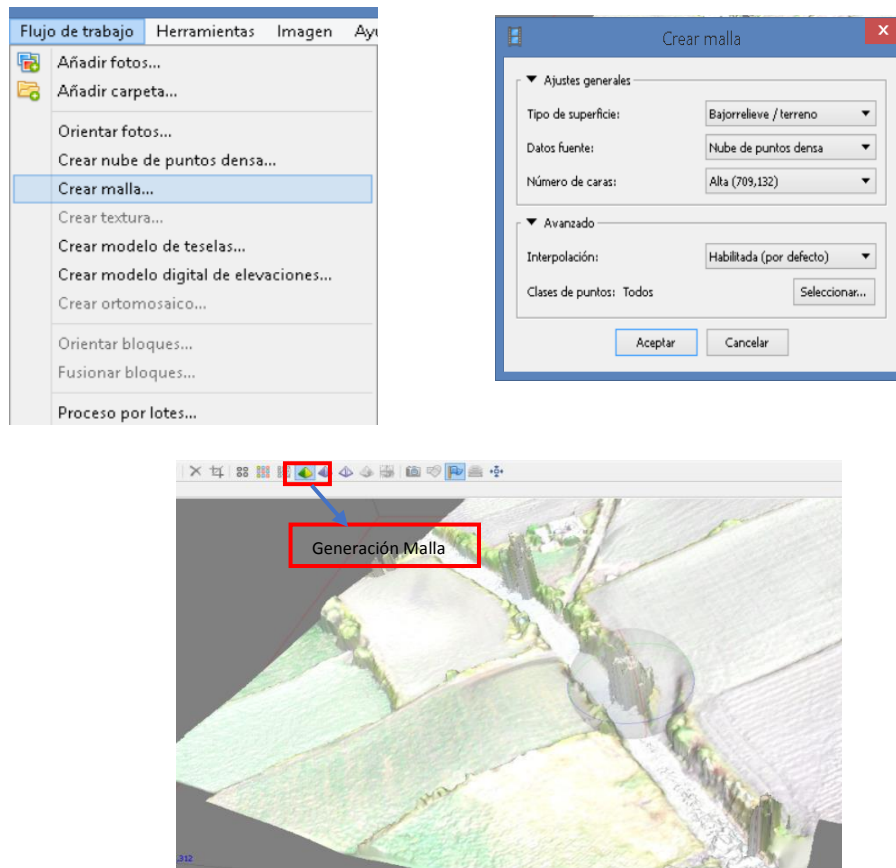 Flujo de trabajo Herramientas Imagen Ayu
Añadir fotos...
Añadir carpeta...
Orientar fotos...
Crear nube de puntos densa...
Crear malla...
Crear textura...
Crear modelo de teselas...
Crear modelo digital de elevaciones...
Crear ortomosaico...
Orientar bloques...
Fusionar bloques...
Proceso por lotes...
Crear malla
Ajustes generales
Tipo de superficie: Bajorrelieve / terreno
Datos fuente: Nube de puntos densa
Número de caras: Alta (709,132)
Avanzado
Interpolación: Habilitada (por defecto)
Clases de puntos: Todos Seleccionar...
Aceptar Cancelar
Generación Malla
,312